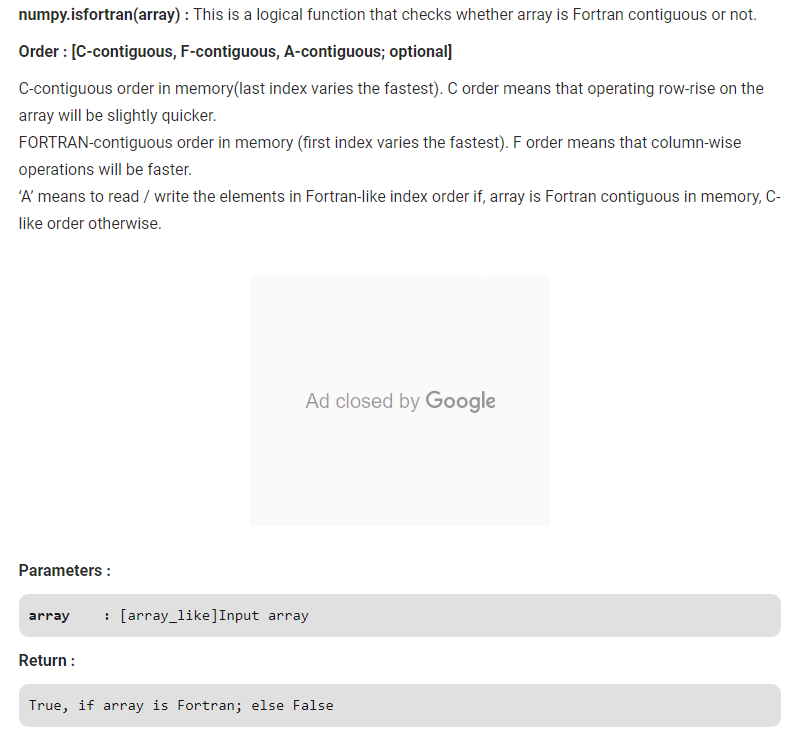 numpy.isfortran(array) : This is a logical function that checks whether array is Fortran contiguous or not.
Order : [C-contiguous, F-contiguous, A-contiguous; optional]
C-contiguous order in memory(last index varies the fastest). C order means that operating row-rise on the
array will be slightly quicker.
FORTRAN-contiguous order in memory (first index varies the fastest). F order means that column-wise
operations will be faster.
‘A’ means to read / write the elements in Fortran-like index order if, array is Fortran contiguous in memory, C-
like order otherwise.
Ad closed by Google
Parameters :
array    : [array_like]Input array
Return :
True, if array is Fortran; else False